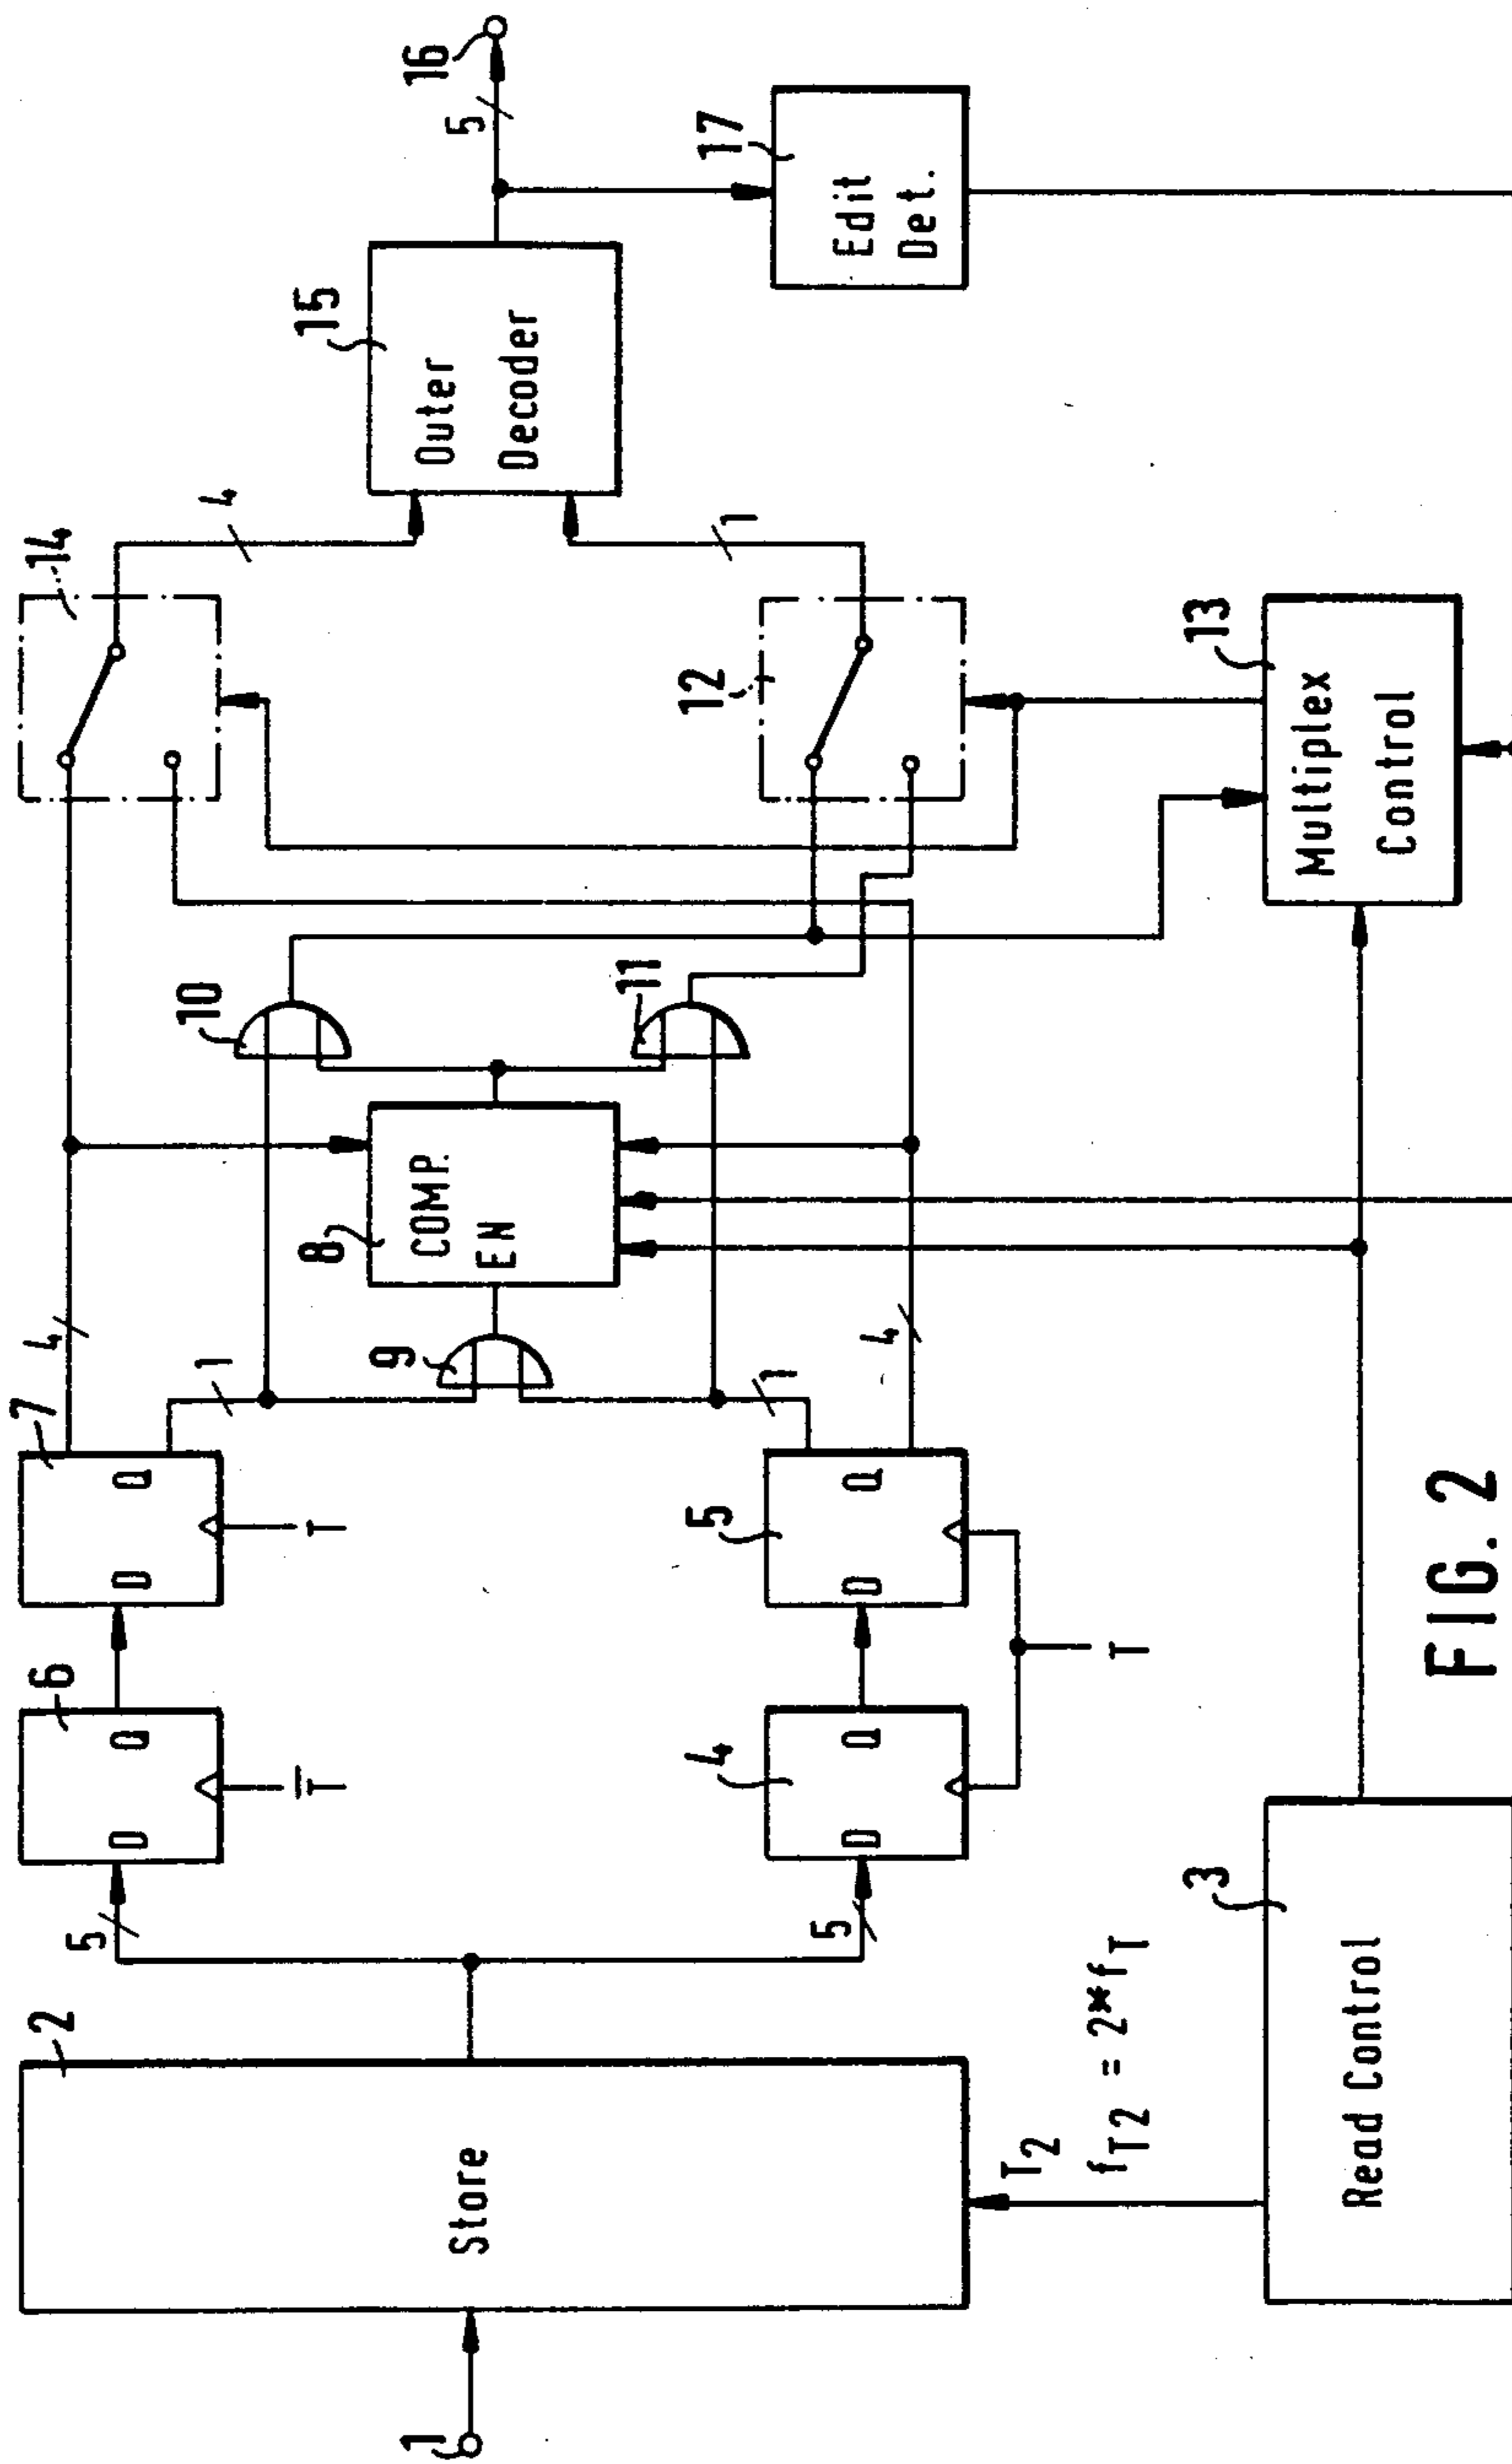 1
2
Store
T2
fT2 = 2*fT
3
Read Control
5
5
6
D Q
T̅
4
D Q
T
7
D Q
T
5
D Q
4
1
1
4
9
8
COMP.
EN
10
11
14
12
13
Multiplex
Control
4
1
15
Outer
Decoder
5
16
17
Edit
Det.
FIG. 2